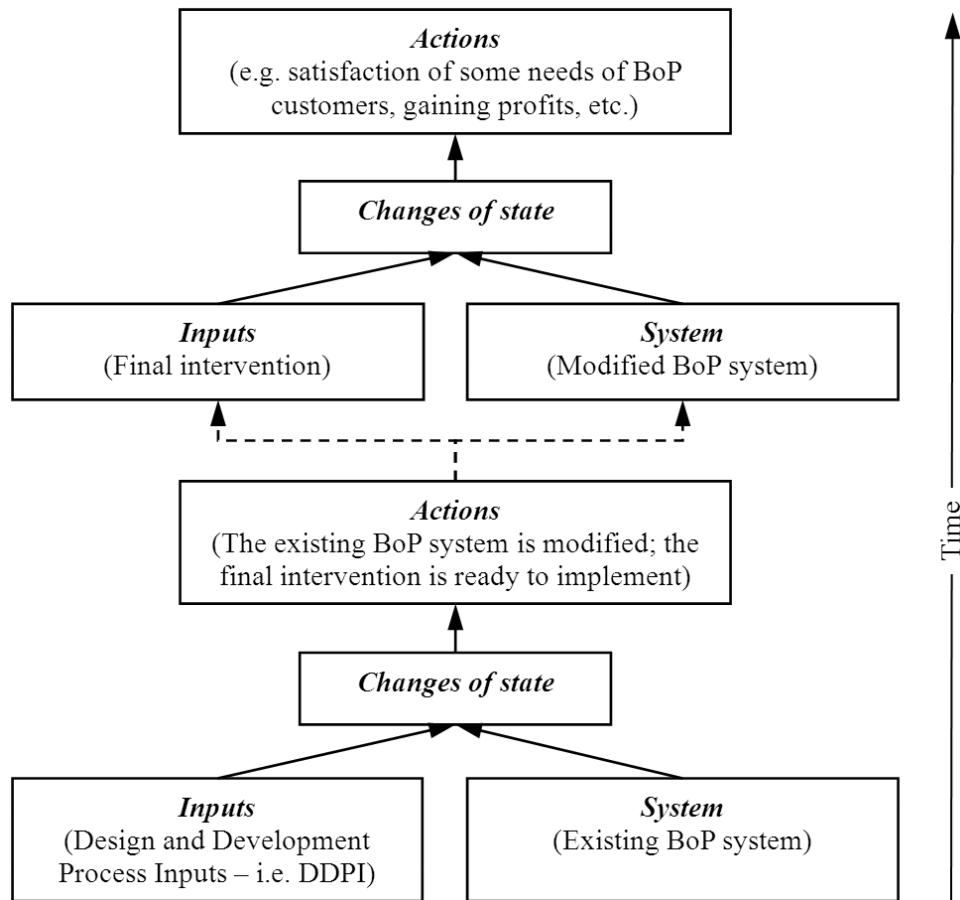 Actions
(e.g. satisfaction of some needs of BoP
customers, gaining profits, etc.)
Changes of state
Inputs
(Final intervention)
System
(Modified BoP system)
Actions
(The existing BoP system is modified; the
final intervention is ready to implement)
Time
Changes of state
Inputs
(Design and Development
Process Inputs – i.e. DDPI)
System
(Existing BoP system)